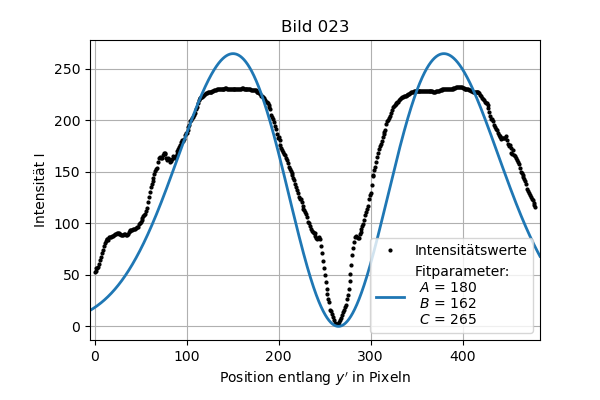 Bild 023
Intensität I
250
200
150
100
50
0
0 100 200 300 400
Position entlang y′ in Pixeln
Intensitätswerte
Fitparameter:
A = 180
B = 162
C = 265